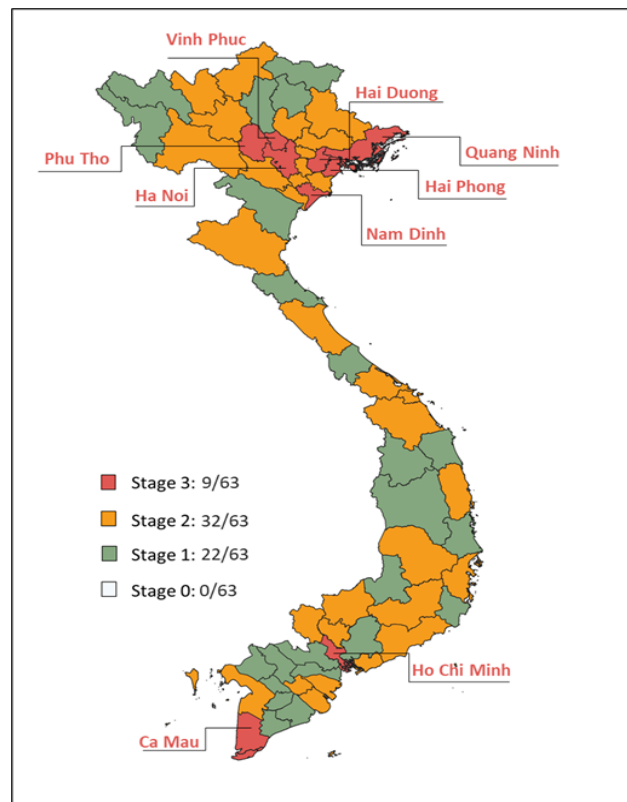 Vinh Phuc
Hai Duong
Phu Tho
Quang Ninh
Ha Noi
Hai Phong
Nam Dinh
Stage 3: 9/63
Stage 2: 32/63
Stage 1: 22/63
Stage 0: 0/63
Ho Chi Minh
Ca Mau